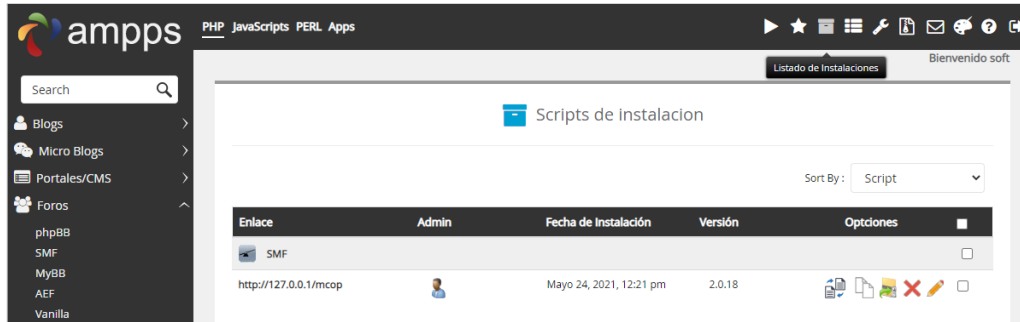 ampps
PHP JavaScripts PERL Apps
Listado de Instalaciones
Bienvenido soft
Search
Blogs
Micro Blogs
Portales/CMS
Foros
phpBB
SMF
MyBB
AEF
Vanilla
Scripts de instalacion
Sort By : Script
Enlace Admin Fecha de Instalación Versión Optciones
SMF
http://127.0.0.1/mcop Mayo 24, 2021, 12:21 pm 2.0.18